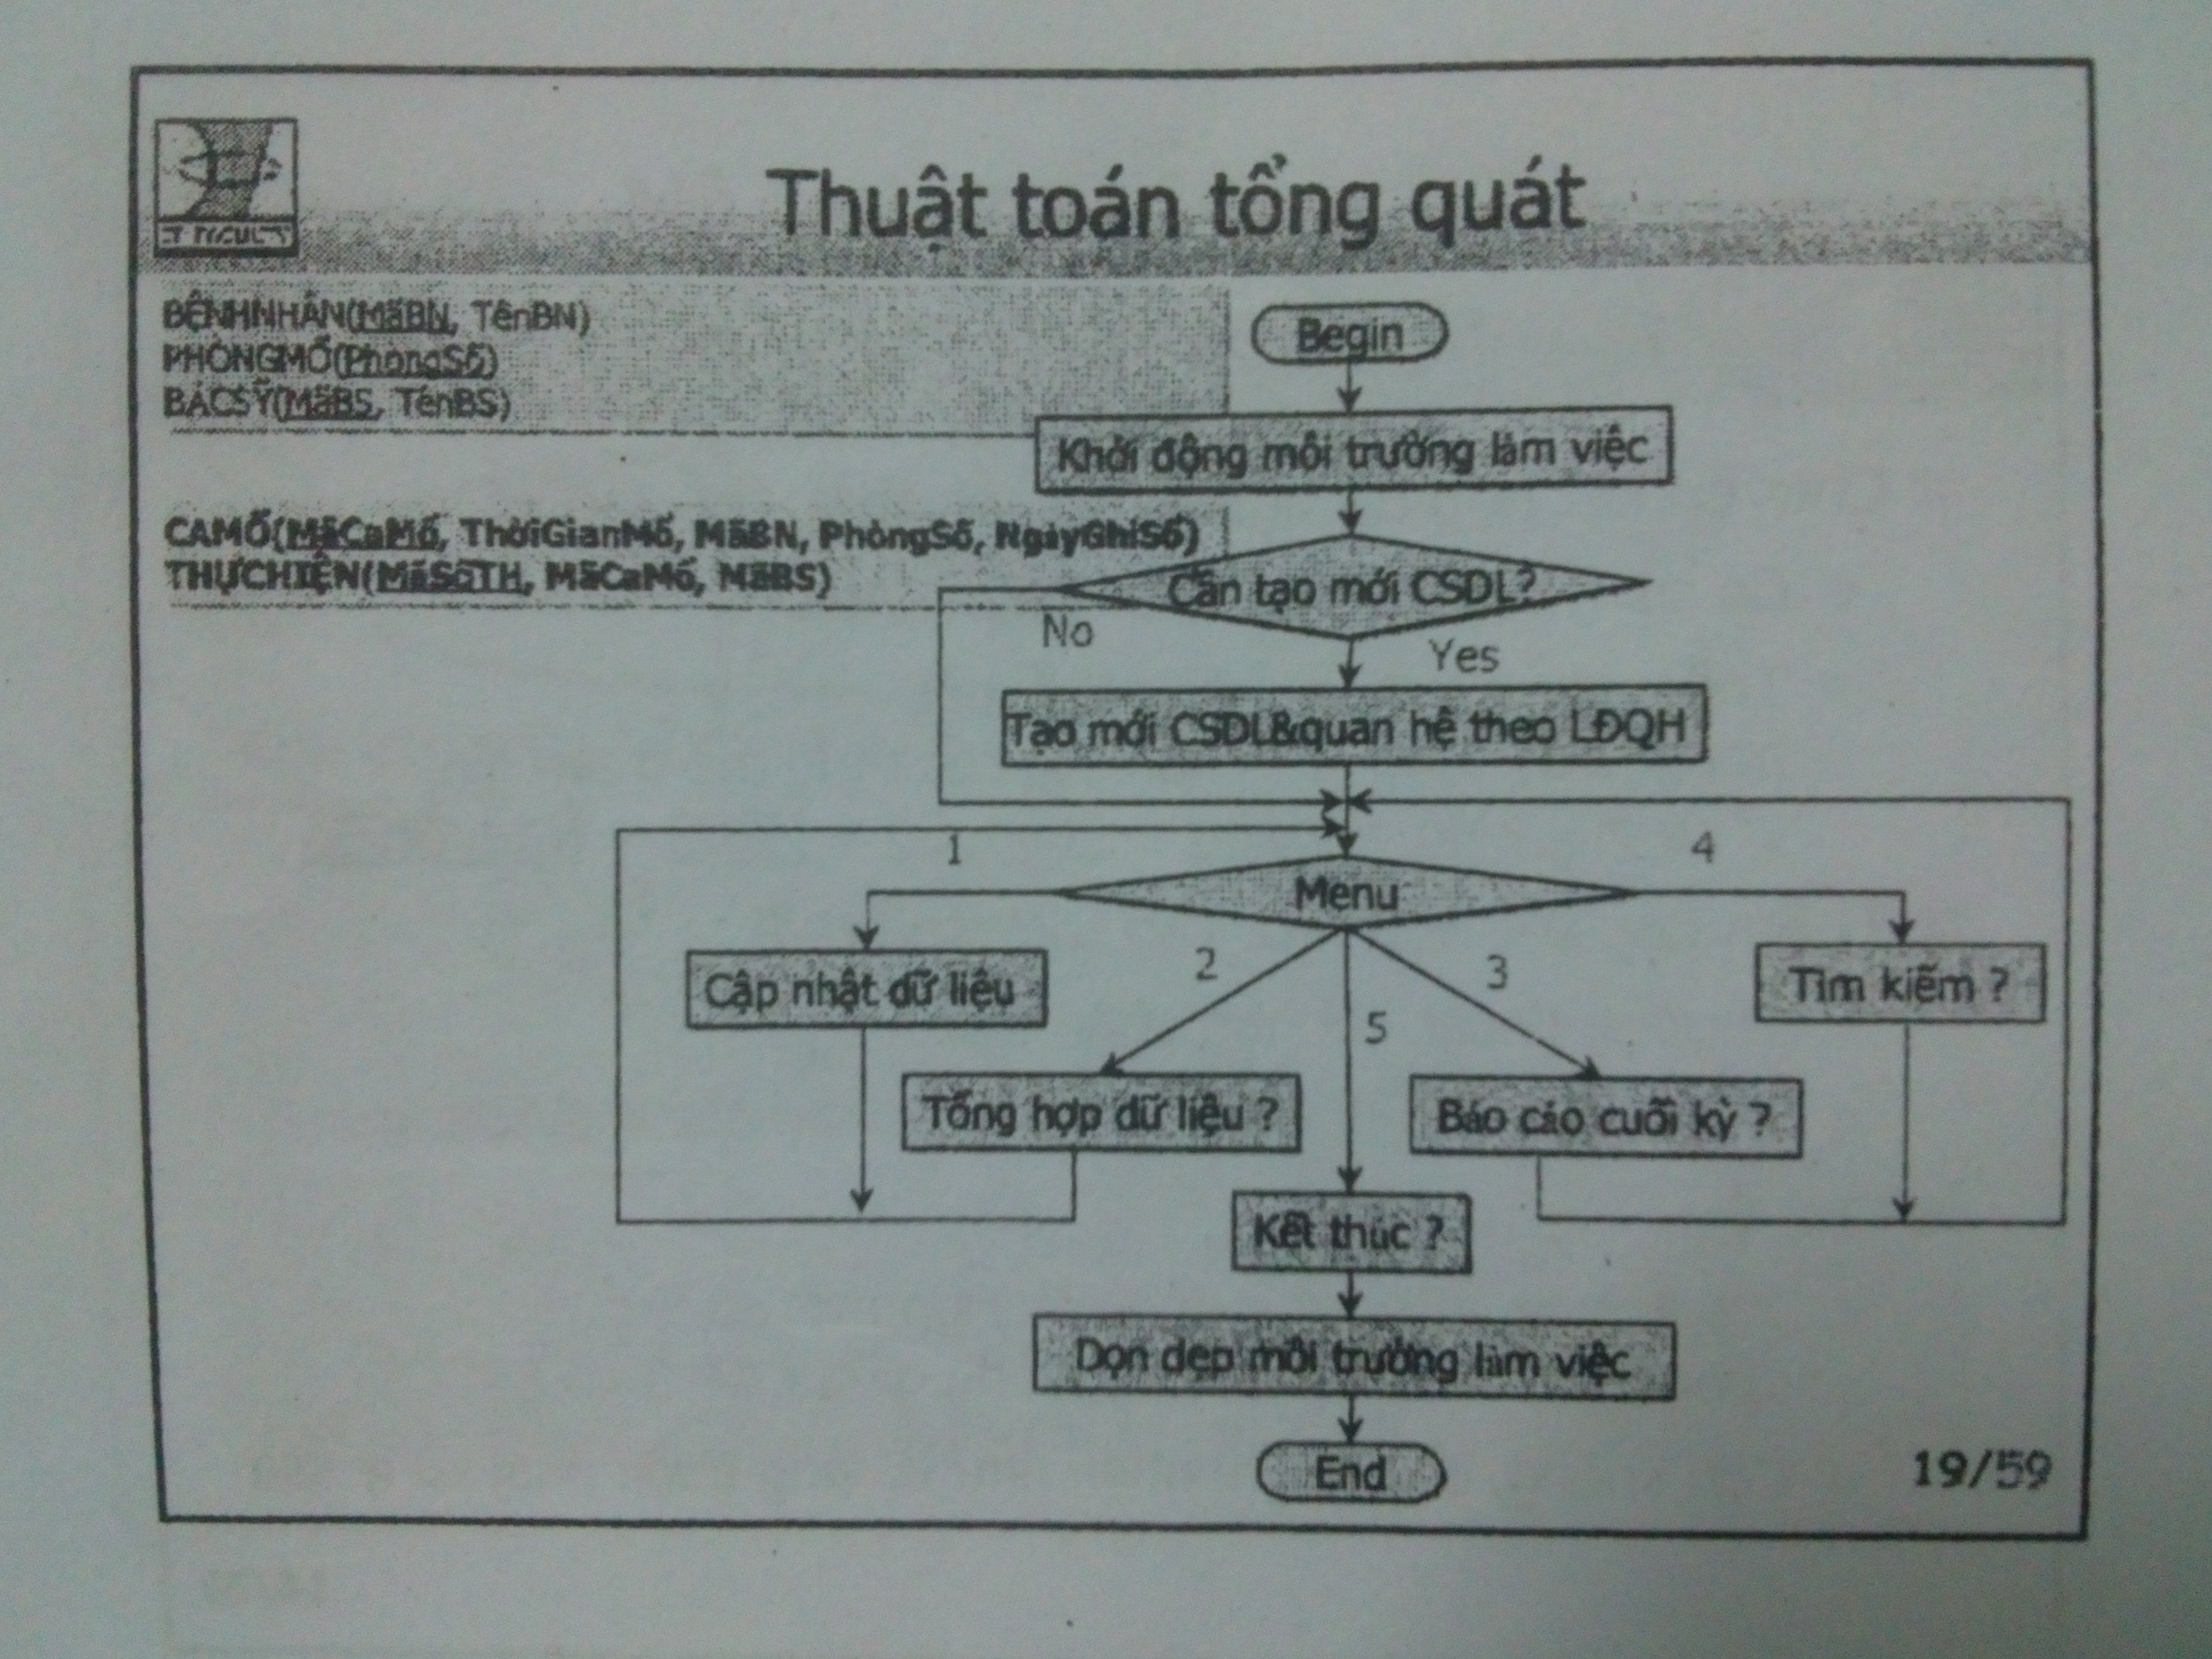 Thuật toán tổng quát
BỆNHNHÂN(MãBN, TênBN)
PHÒNGMỔ(PhòngSố)
BÁCSỸ(MãBS, TênBS)
CAMỔ(MãCaMổ, ThờiGianMổ, MãBN, PhòngSố, NgàyGhiSổ)
THỰCHIỆN(MãSốTH, MãCaMổ, MãBS)
Begin
Khởi động môi trường làm việc
Cần tạo mới CSDL?
No
Yes
Tạo mới CSDL&quan hệ theo LĐQH
1
4
Menu
2
3
5
Cập nhật dữ liệu
Tìm kiếm ?
Tổng hợp dữ liệu ?
Báo cáo cuối kỳ ?
Kết thúc ?
Dọn dẹp môi trường làm việc
End
19/59